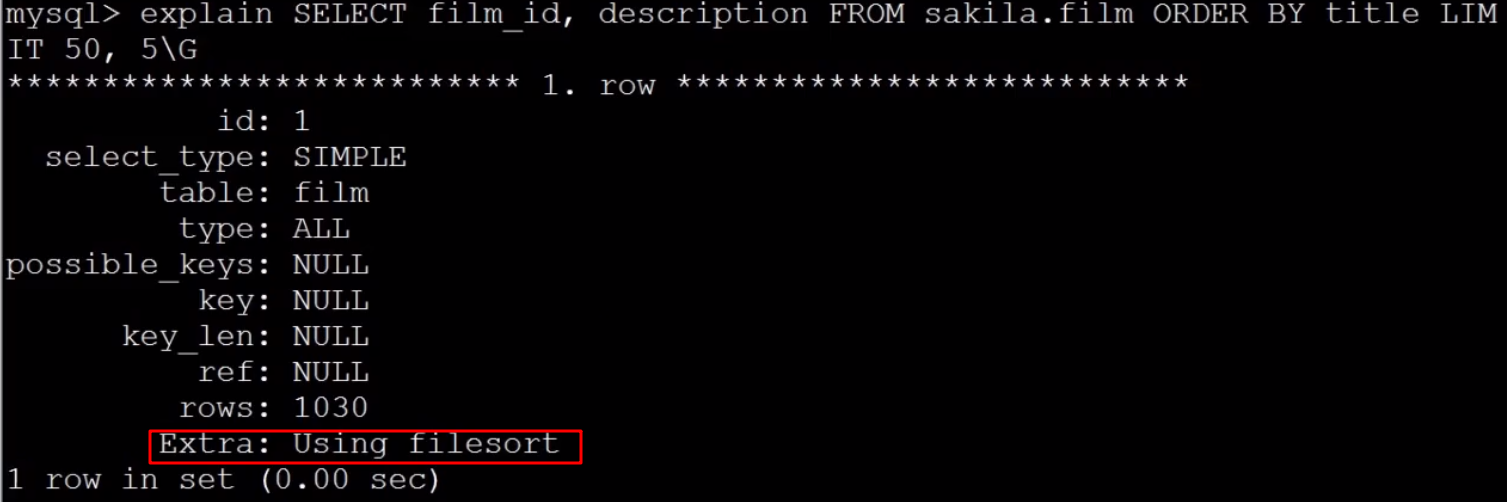 mysql> explain SELECT film_id, description FROM sakila.film ORDER BY title LIM
IT 50, 5\G
*************************** 1. row ***************************
id: 1
select_type: SIMPLE
table: film
type: ALL
possible_keys: NULL
key: NULL
key_len: NULL
ref: NULL
rows: 1030
Extra: Using filesort
1 row in set (0.00 sec)